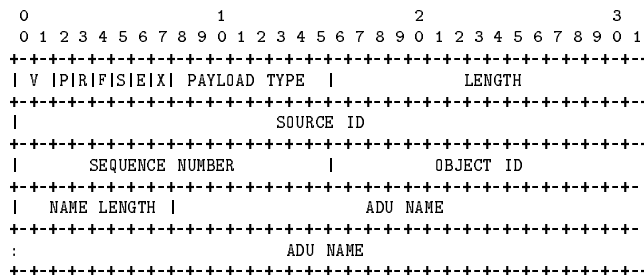 0 1 2 3
0 1 2 3 4 5 6 7 8 9 0 1 2 3 4 5 6 7 8 9 0 1 2 3 4 5 6 7 8 9 0 1
+-+-+-+-+-+-+-+-+-+-+-+-+-+-+-+-+-+-+-+-+-+-+-+-+-+-+-+-+-+-+-+-
| V |P|R|F|S|E|X| PAYLOAD TYPE | LENGTH
+-+-+-+-+-+-+-+-+-+-+-+-+-+-+-+-+-+-+-+-+-+-+-+-+-+-+-+-+-+-+-+-
| SOURCE ID
+-+-+-+-+-+-+-+-+-+-+-+-+-+-+-+-+-+-+-+-+-+-+-+-+-+-+-+-+-+-+-+-
| SEQUENCE NUMBER | OBJECT ID
+-+-+-+-+-+-+-+-+-+-+-+-+-+-+-+-+-+-+-+-+-+-+-+-+-+-+-+-+-+-+-+-
| NAME LENGTH | ADU NAME
+-+-+-+-+-+-+-+-+-+-+-+-+-+-+-+-+-+-+-+-+-+-+-+-+-+-+-+-+-+-+-+-
: ADU NAME
+-+-+-+-+-+-+-+-+-+-+-+-+-+-+-+-+-+-+-+-+-+-+-+-+-+-+-+-+-+-+-+-